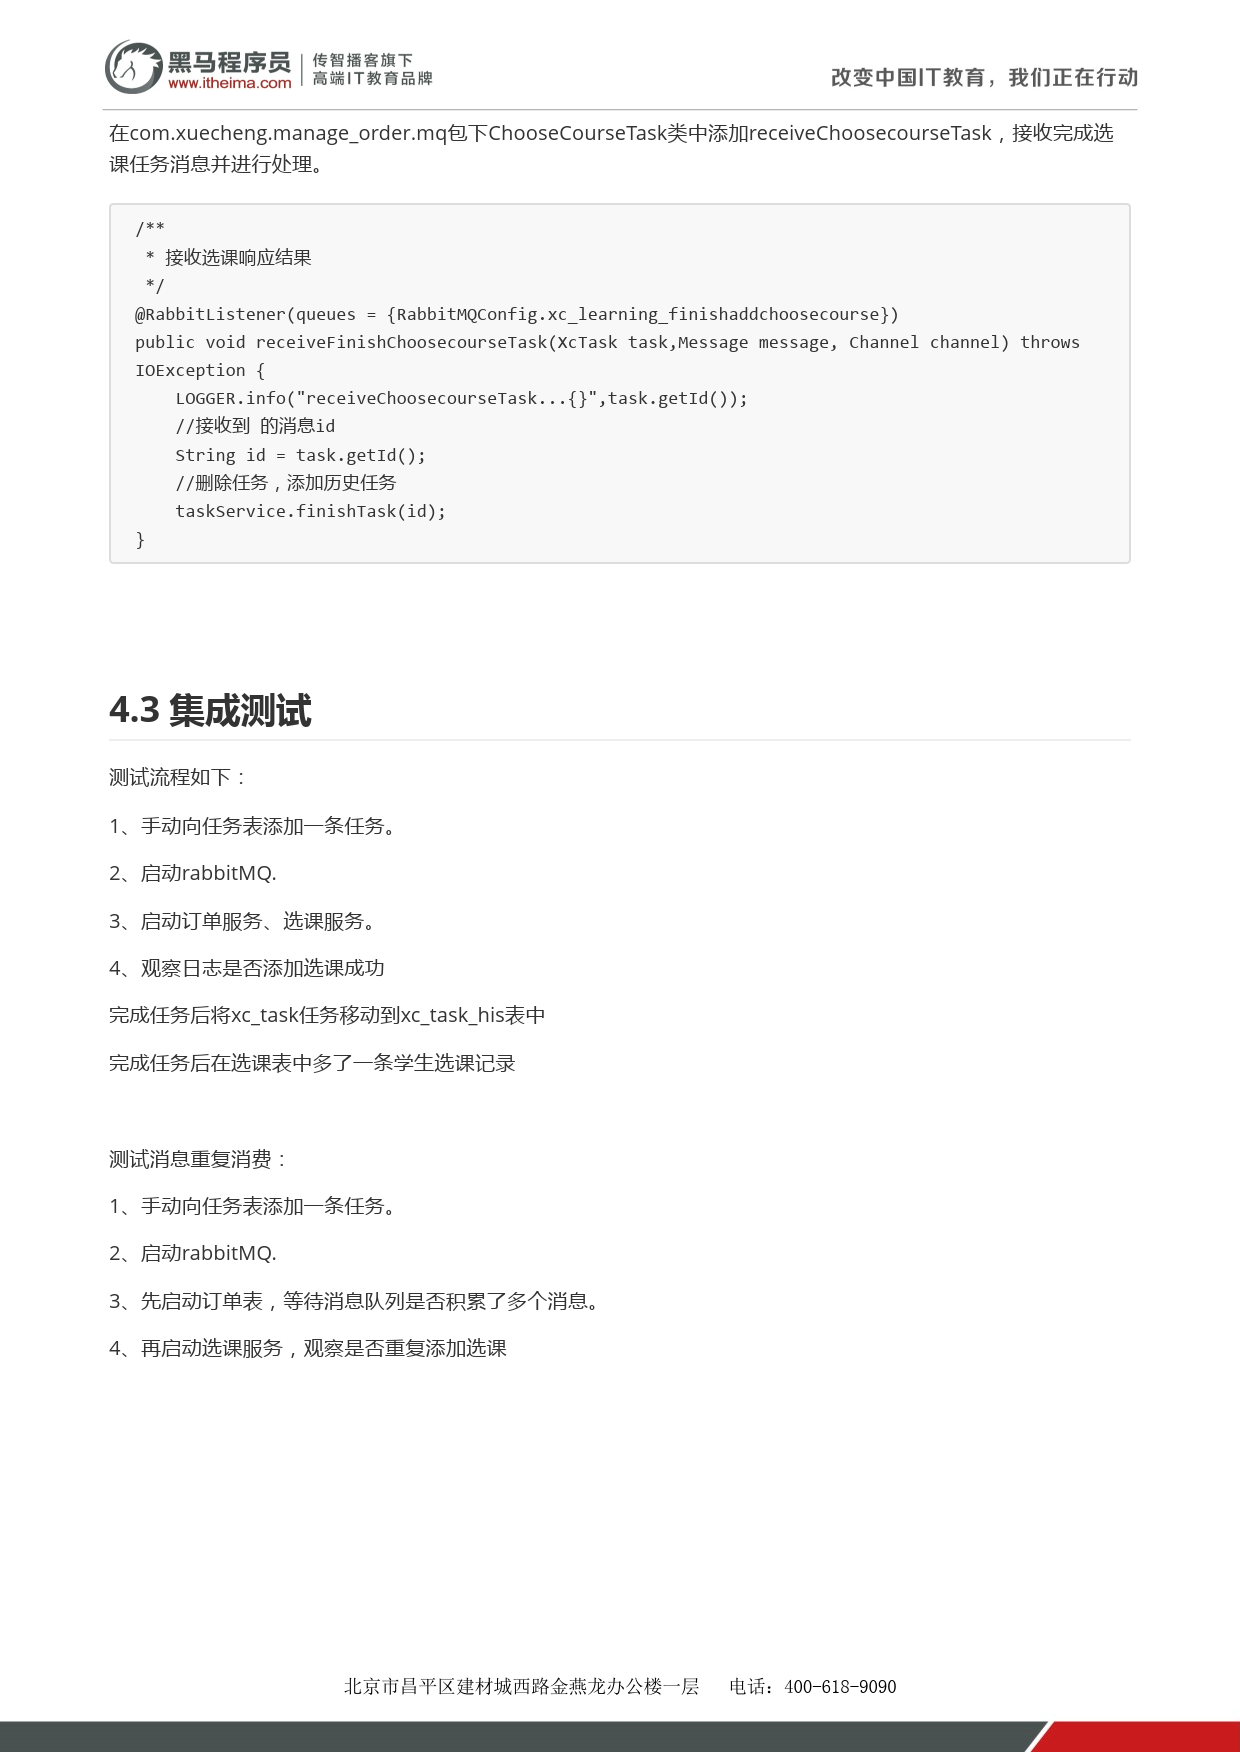 黑马程序员
www.itheima.com
传智播客旗下
高端IT教育品牌
改变中国IT教育，我们正在行动
在com.xuecheng.manage_order.mq包下ChooseCourseTask类中添加receiveChoosecourseTask，接收完成选
课任务消息并进行处理。
/**
 * 接收选课响应结果
 */
@RabbitListener(queues = {RabbitMQConfig.xc_learning_finishaddchoosecourse})
public void receiveFinishChoosecourseTask(XcTask task,Message message, Channel channel) throws
IOException {
    LOGGER.info("receiveChoosecourseTask...{}",task.getId());
    //接收到 的消息id
    String id = task.getId();
    //删除任务，添加历史任务
    taskService.finishTask(id);
}
4.3 集成测试
测试流程如下：
1、手动向任务表添加一条任务。
2、启动rabbitMQ.
3、启动订单服务、选课服务。
4、观察日志是否添加选课成功
完成任务后将xc_task任务移动到xc_task_his表中
完成任务后在选课表中多了一条学生选课记录
测试消息重复消费：
1、手动向任务表添加一条任务。
2、启动rabbitMQ.
3、先启动订单表，等待消息队列是否积累了多个消息。
4、再启动选课服务，观察是否重复添加选课
北京市昌平区建材城西路金燕龙办公楼一层 电话：400-618-9090